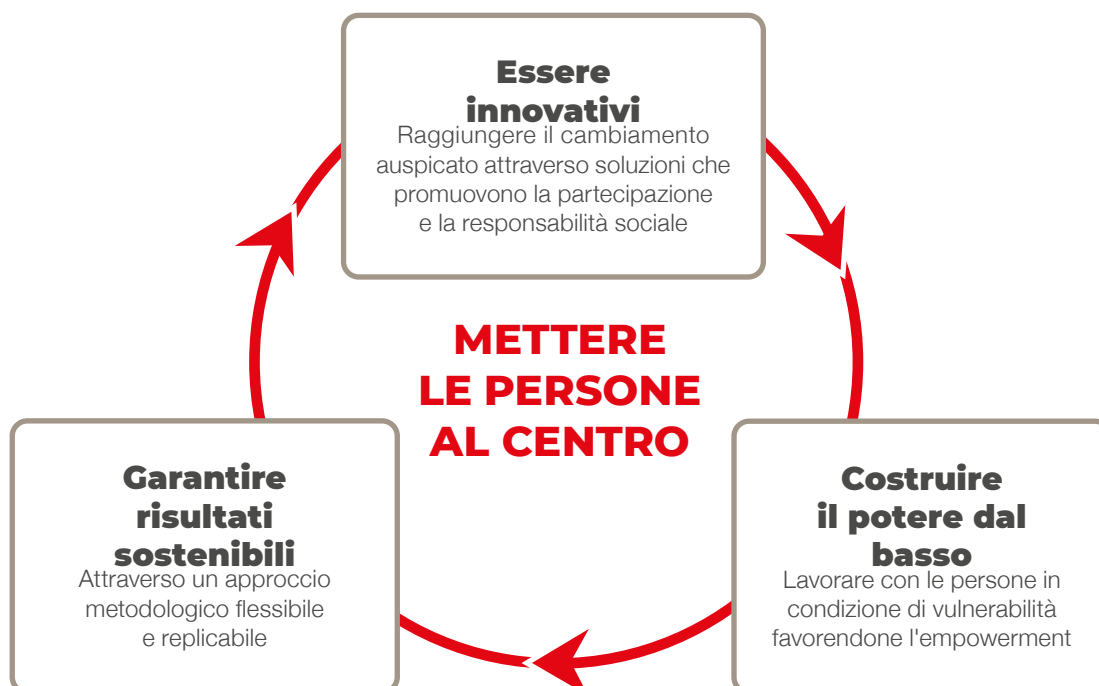 Essere
innovativi
Raggiungere il cambiamento
auspicato attraverso soluzioni che
promuovono la partecipazione
e la responsabilità sociale
METTERE
LE PERSONE
AL CENTRO
Garantire
risultati
sostenibili
Attraverso un approccio
metodologico flessibile
e replicabile
Costruire
il potere dal
basso
Lavorare con le persone in
condizione di vulnerabilità
favorendone l'empowerment